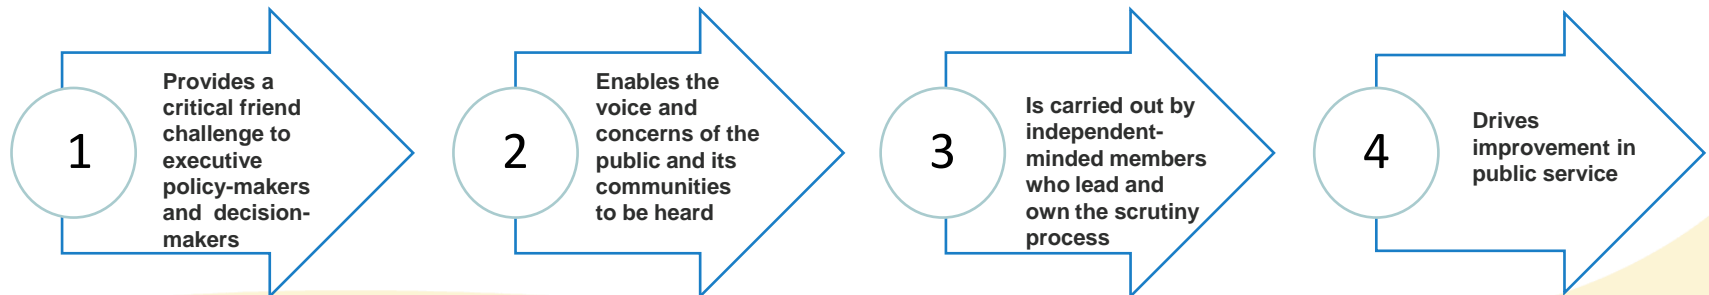 1
Provides a
critical friend
challenge to
executive
policy-makers
and decision-
makers
2
Enables the
voice and
concerns of the
public and its
communities
to be heard
3
Is carried out by
independent-
minded members
who lead and
own the scrutiny
process
4
Drives
improvement in
public service